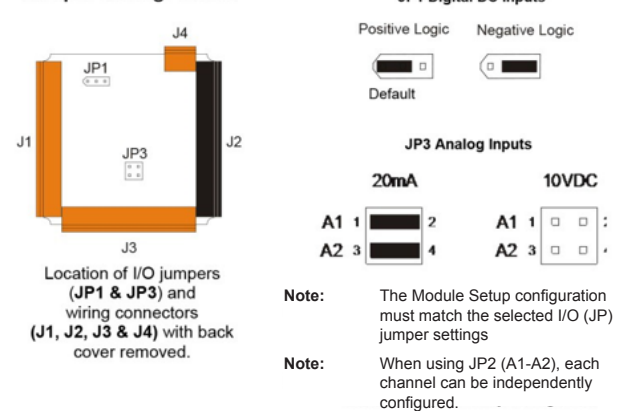 J4
JP1
J1
J2
JP3
J3
Location of I/O jumpers
(JP1 & JP3) and
wiring connectors
(J1, J2, J3 & J4) with back
cover removed.
Positive Logic Negative Logic
Default
JP3 Analog Inputs
20mA 10VDC
A1 1 2 A1 1
A2 3 4 A2 3
Note: The Module Setup configuration
must match the selected I/O (JP)
jumper settings
Note: When using JP2 (A1-A2), each
channel can be independently
configured.